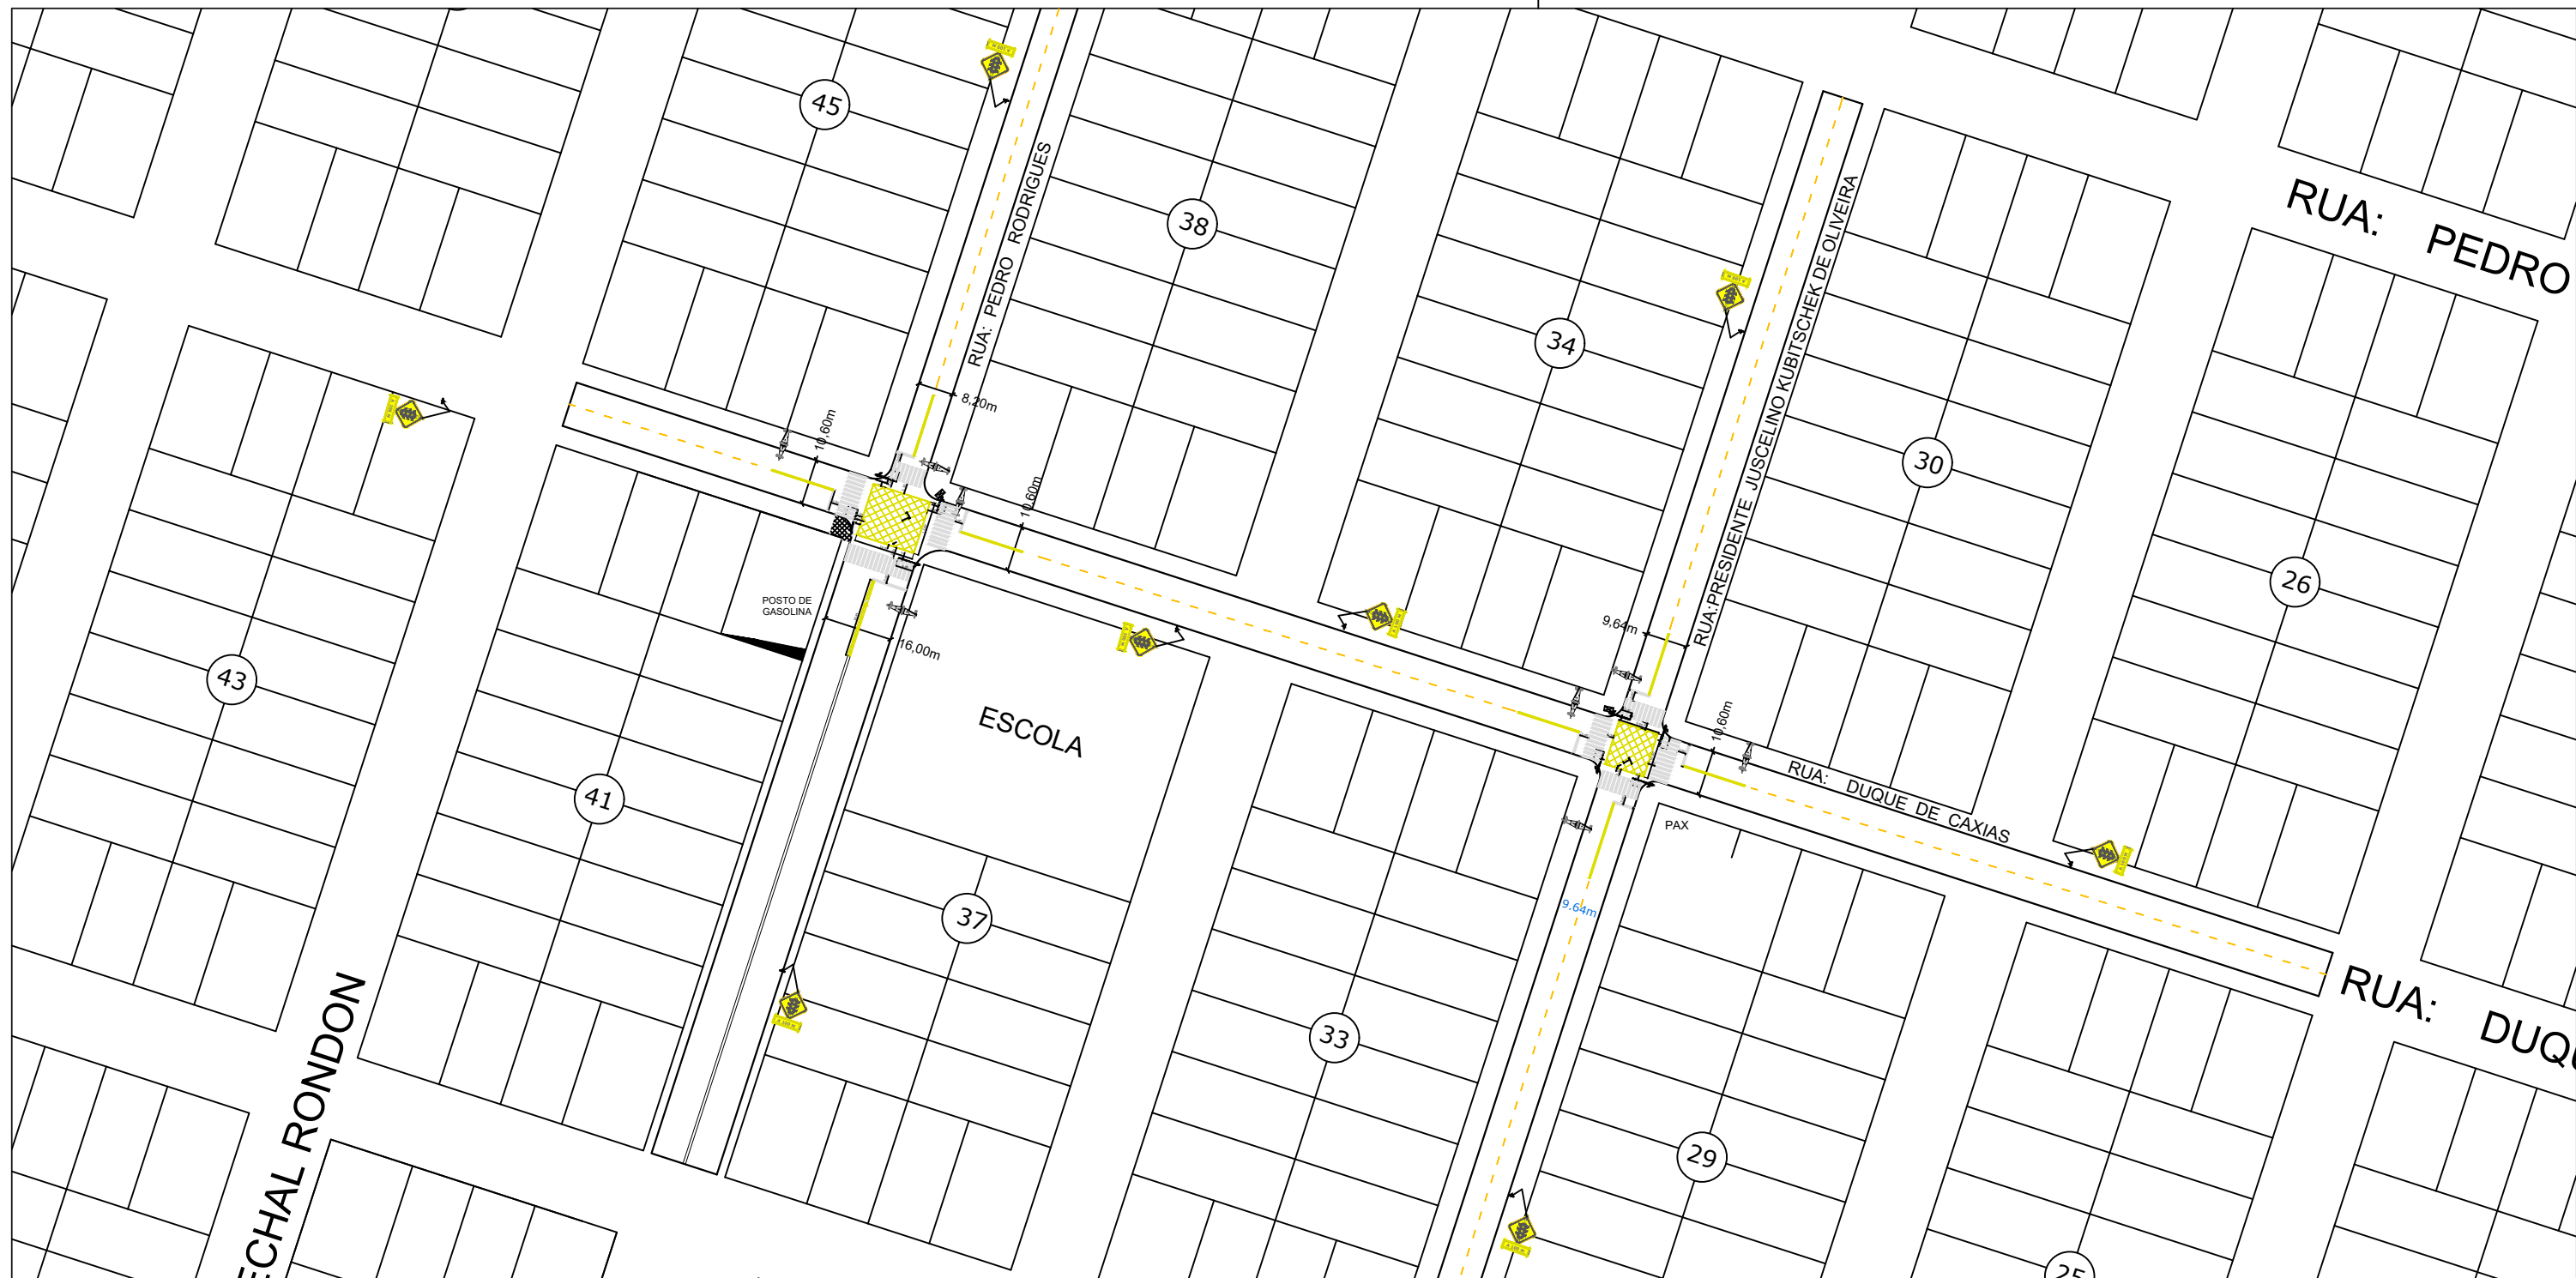 45
RUA: PEDRO RODRIGUES
38
RUA: PEDRO
RUA:PRESIDENTE JUSCELINO KUBITSCHEK DE OLIVEIRA
34
8,20m
10,60m
10,60m
30
26
POSTO DE
GASOLINA
16,00m
9,64m
43
ESCOLA
10,60m
RUA: DUQUE DE CAXIAS
41
PAX
37
9.64m
RUA: DUQU
ECHAL RONDON
33
29
25